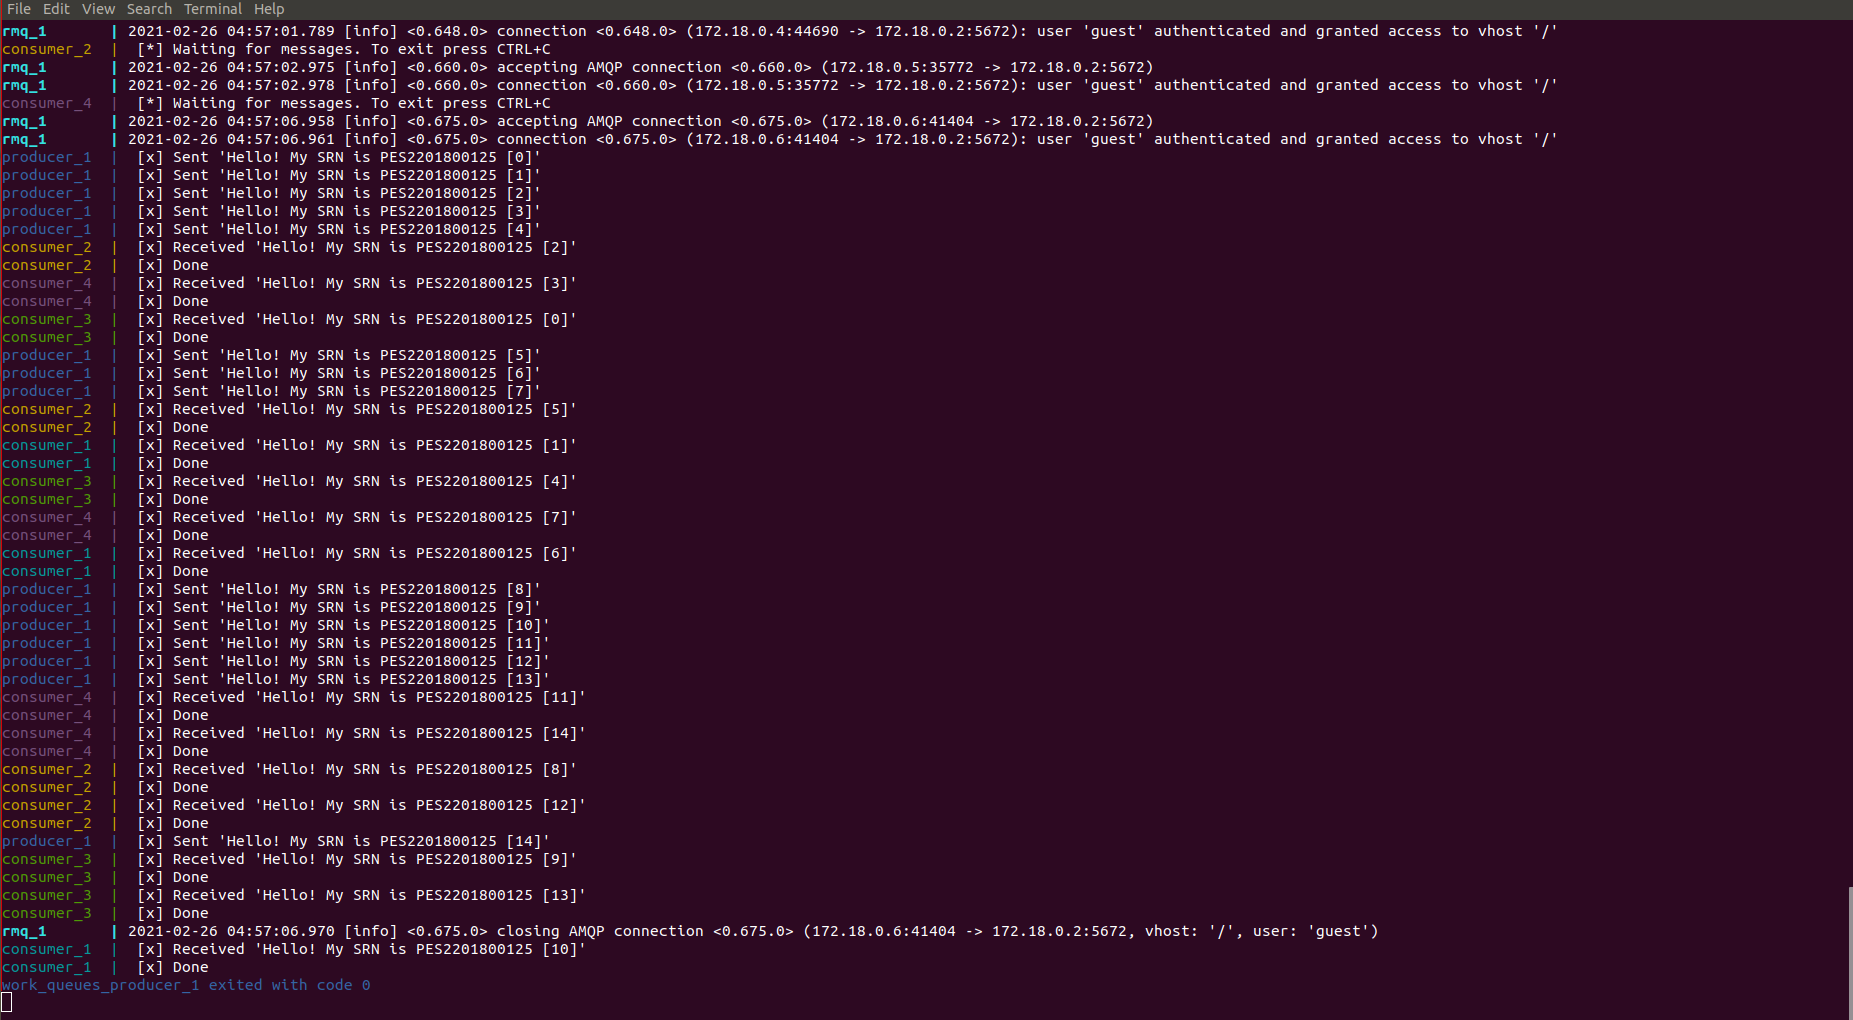 File Edit View Search Terminal Help
rmq_1       | 2021-02-26 04:57:01.789 [info] <0.648.0> connection <0.648.0> (172.18.0.4:44690 -> 172.18.0.2:5672): user 'guest' authenticated and granted access to vhost '/'
consumer_2  |  [*] Waiting for messages. To exit press CTRL+C
rmq_1       | 2021-02-26 04:57:02.975 [info] <0.660.0> accepting AMQP connection <0.660.0> (172.18.0.5:35772 -> 172.18.0.2:5672)
rmq_1       | 2021-02-26 04:57:02.978 [info] <0.660.0> connection <0.660.0> (172.18.0.5:35772 -> 172.18.0.2:5672): user 'guest' authenticated and granted access to vhost '/'
consumer_4  |  [*] Waiting for messages. To exit press CTRL+C
rmq_1       | 2021-02-26 04:57:06.958 [info] <0.675.0> accepting AMQP connection <0.675.0> (172.18.0.6:41404 -> 172.18.0.2:5672)
rmq_1       | 2021-02-26 04:57:06.961 [info] <0.675.0> connection <0.675.0> (172.18.0.6:41404 -> 172.18.0.2:5672): user 'guest' authenticated and granted access to vhost '/'
producer_1  |  [x] Sent 'Hello! My SRN is PES2201800125 [0]'
producer_1  |  [x] Sent 'Hello! My SRN is PES2201800125 [1]'
producer_1  |  [x] Sent 'Hello! My SRN is PES2201800125 [2]'
producer_1  |  [x] Sent 'Hello! My SRN is PES2201800125 [3]'
producer_1  |  [x] Sent 'Hello! My SRN is PES2201800125 [4]'
consumer_2  |  [x] Received 'Hello! My SRN is PES2201800125 [2]'
consumer_2  |  [x] Done
consumer_4  |  [x] Received 'Hello! My SRN is PES2201800125 [3]'
consumer_4  |  [x] Done
consumer_3  |  [x] Received 'Hello! My SRN is PES2201800125 [0]'
consumer_3  |  [x] Done
producer_1  |  [x] Sent 'Hello! My SRN is PES2201800125 [5]'
producer_1  |  [x] Sent 'Hello! My SRN is PES2201800125 [6]'
producer_1  |  [x] Sent 'Hello! My SRN is PES2201800125 [7]'
consumer_2  |  [x] Received 'Hello! My SRN is PES2201800125 [5]'
consumer_2  |  [x] Done
consumer_1  |  [x] Received 'Hello! My SRN is PES2201800125 [1]'
consumer_1  |  [x] Done
consumer_3  |  [x] Received 'Hello! My SRN is PES2201800125 [4]'
consumer_3  |  [x] Done
consumer_4  |  [x] Received 'Hello! My SRN is PES2201800125 [7]'
consumer_4  |  [x] Done
consumer_1  |  [x] Received 'Hello! My SRN is PES2201800125 [6]'
consumer_1  |  [x] Done
producer_1  |  [x] Sent 'Hello! My SRN is PES2201800125 [8]'
producer_1  |  [x] Sent 'Hello! My SRN is PES2201800125 [9]'
producer_1  |  [x] Sent 'Hello! My SRN is PES2201800125 [10]'
producer_1  |  [x] Sent 'Hello! My SRN is PES2201800125 [11]'
producer_1  |  [x] Sent 'Hello! My SRN is PES2201800125 [12]'
producer_1  |  [x] Sent 'Hello! My SRN is PES2201800125 [13]'
consumer_4  |  [x] Received 'Hello! My SRN is PES2201800125 [11]'
consumer_4  |  [x] Done
consumer_4  |  [x] Received 'Hello! My SRN is PES2201800125 [14]'
consumer_4  |  [x] Done
consumer_2  |  [x] Received 'Hello! My SRN is PES2201800125 [8]'
consumer_2  |  [x] Done
consumer_2  |  [x] Received 'Hello! My SRN is PES2201800125 [12]'
consumer_2  |  [x] Done
producer_1  |  [x] Sent 'Hello! My SRN is PES2201800125 [14]'
consumer_3  |  [x] Received 'Hello! My SRN is PES2201800125 [9]'
consumer_3  |  [x] Done
consumer_3  |  [x] Received 'Hello! My SRN is PES2201800125 [13]'
consumer_3  |  [x] Done
rmq_1       | 2021-02-26 04:57:06.970 [info] <0.675.0> closing AMQP connection <0.675.0> (172.18.0.6:41404 -> 172.18.0.2:5672, vhost: '/', user: 'guest')
consumer_1  |  [x] Received 'Hello! My SRN is PES2201800125 [10]'
consumer_1  |  [x] Done
work_queues_producer_1 exited with code 0